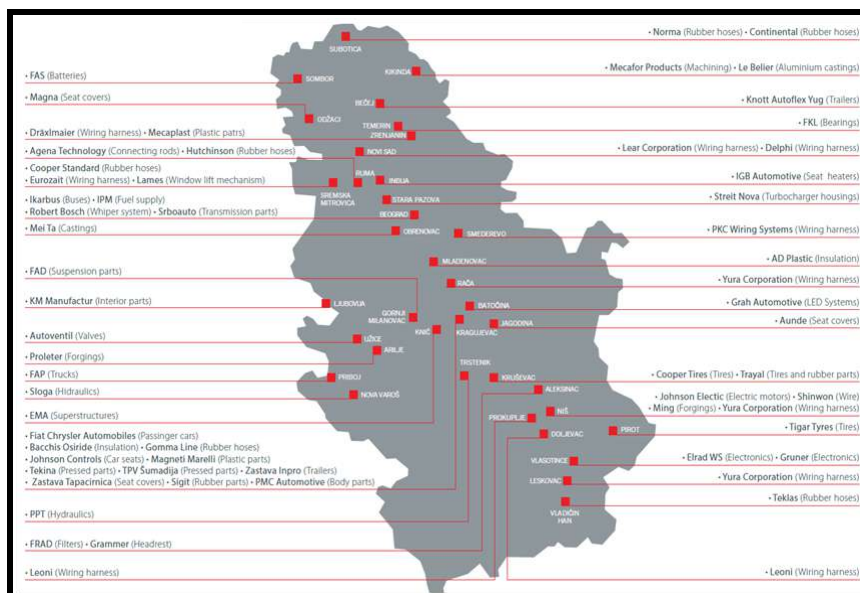 • Norma (Rubber hoses) • Continental (Rubber hoses)
SUBOTICA
• Mecafor Products (Machining) • Le Belier (Aluminium castings)
KIKINDA
• FAS (Batteries)
SOMBOR
• Magna (Seat covers)
ODŽACI
• Knott Autoflex Yug (Trailers)
BEČEJ
• FKL (Bearings)
TEMERIN
ZRENJANIN
• Dräxlmaier (Wiring harness) • Mecaplast (Plastic patrs)
• Agena Technology (Connecting rods) • Hutchinson (Rubber hoses)
• Lear Corporation (Wiring harness) • Delphi (Wiring harness)
NOVI SAD
• Cooper Standard (Rubber hoses)
• Eurozait (Wiring harness) • Lames (Window lift mechanism)
RUMA
INĐIJA
SREMSKA
MITROVICA
• IGB Automotive (Seat heaters)
• Streit Nova (Turbocharger housings)
STARA PAZOVA
• Ikarbus (Buses) • IPM (Fuel supply)
• Robert Bosch (Whiper system) • Srboauto (Transmission parts)
BEOGRAD
• Mei Ta (Castings)
OBRENOVAC
SMEDEREVO
• PKC Wiring Systems (Wiring harness)
MLADENOVAC
• AD Plastic (Insulation)
• FAD (Suspension parts)
RAČA
• Yura Corporation (Wiring harness)
• KM Manufactur (Interior parts)
LJUBOVIJA
GORNJI
MILANOVAC
BATOČINA
• Grah Automotive (LED Systems)
KNIĆ
KRAGUJEVAC
JAGODINA
• Aunde (Seat covers)
• Autoventil (Valves)
UŽICE
• Proleter (Forgings)
ARILJE
• FAP (Trucks)
PRIBOJ
• Sloga (Hidraulics)
NOVA VAROŠ
TRSTENIK
KRUŠEVAC
• Cooper Tires (Tires) • Trayal (Tires and rubber parts)
ALEKSINAC
• Johnson Electic (Electric motors) • Shinwon (Wire)
• Ming (Forgings) • Yura Corporation (Wiring harness)
PROKUPLJE
NIŠ
• EMA (Superstructures)
DOLJEVAC
PIROT
• Tigar Tyres (Tires)
• Fiat Chrysler Automobiles (Passenger cars)
• Bacchis Osiride (Insulation) • Gomma Line (Rubber hoses)
• Johnson Controls (Car seats) • Magneti Marelli (Plastic parts)
• Tekina (Pressed parts) • TPV Šumadija (Pressed parts) • Zastava Inpro (Trailers)
• Zastava Tapacirnica (Seat covers) • Sigit (Rubber parts) • PMC Automotive (Body parts)
VLASOTINCE
• Elrad WS (Electronics) • Gruner (Electronics)
LESKOVAC
• Yura Corporation (Wiring harness)
• Teklas (Rubber hoses)
VLADIČIN
HAN
• PPT (Hydraulics)
• FRAD (Filters) • Grammer (Headrest)
• Leoni (Wiring harness)
• Leoni (Wiring harness)